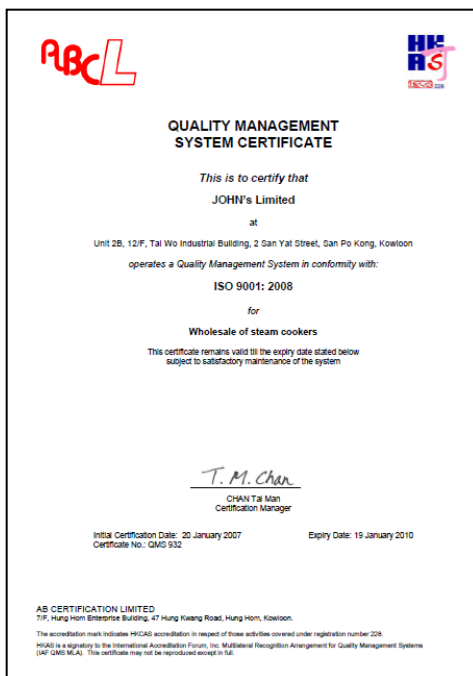 ABCL
HKAS
QUALITY MANAGEMENT
SYSTEM CERTIFICATE
This is to certify that
JOHN's Limited
at
Unit 2B, 12/F, Tai Wo Industrial Building, 2 San Yat Street, San Po Kong, Kowloon
operates a Quality Management System in conformity with:
ISO 9001: 2008
for
Wholesale of steam cookers
This certificate remains valid till the expiry date stated below
subject to satisfactory maintenance of the system
T. M. Chan
CHAN Tai Man
Certification Manager
Initial Certification Date: 20 January 2007 Expiry Date: 19 January 2010
Certificate No.: QMS 932
AB CERTIFICATION LIMITED
7/F, Hung Hom Enterprise Building, 47 Hung Kwang Road, Hung Hom, Kowloon.
The accreditation mark indicates HKCAS accreditation in respect of those activities covered under registration number 228.
HKAS is a signatory to the International Accreditation Forum, Inc. Multilateral Recognition Arrangement for Quality Management Systems
(IAF QMS MLA). This certificate may not be reproduced except in full.